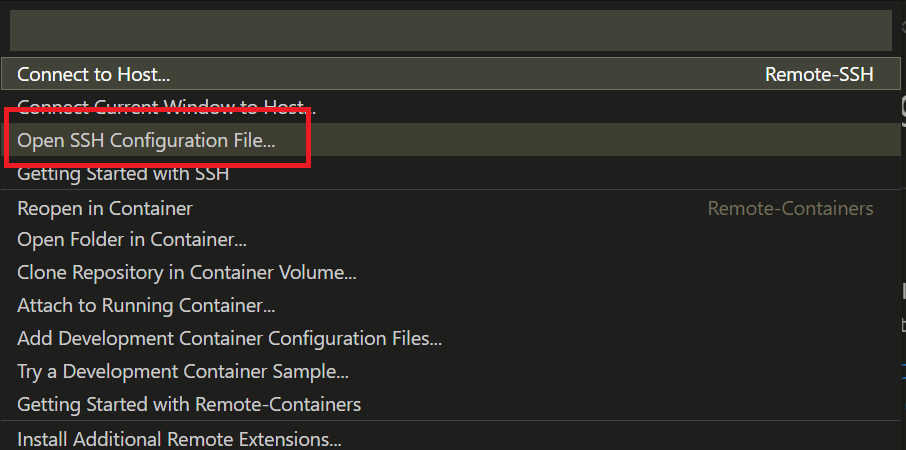 Connect to Host... Remote-SSH
Connect Current Window to Host...
Open SSH Configuration File...
Getting Started with SSH
Reopen in Container Remote-Containers
Open Folder in Container...
Clone Repository in Container Volume...
Attach to Running Container...
Add Development Container Configuration Files...
Try a Development Container Sample...
Getting Started with Remote-Containers
Install Additional Remote Extensions...